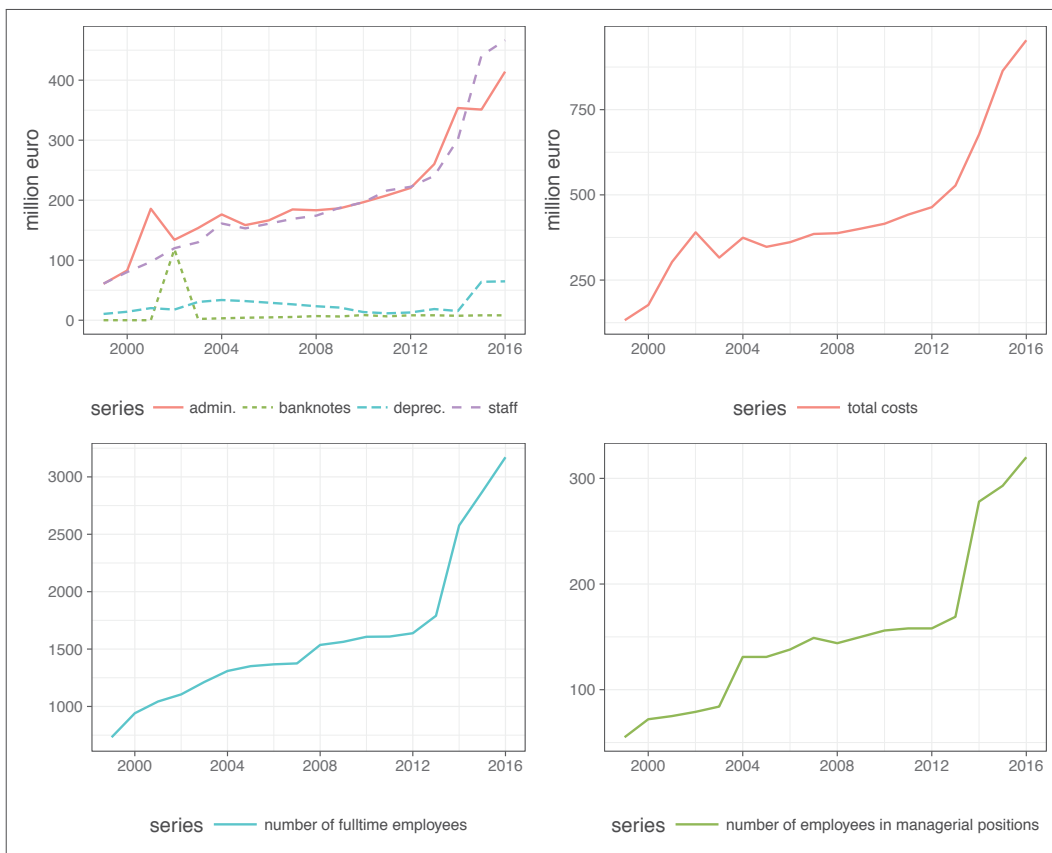 400
300
200
100
0
million euro
2000 2004 2008 2012 2016
series admin. banknotes deprec. staff
750
500
250
million euro
2000 2004 2008 2012 2016
series total costs
3000
2500
2000
1500
1000
2000 2004 2008 2012 2016
series number of fulltime employees
300
200
100
2000 2004 2008 2012 2016
series number of employees in managerial positions